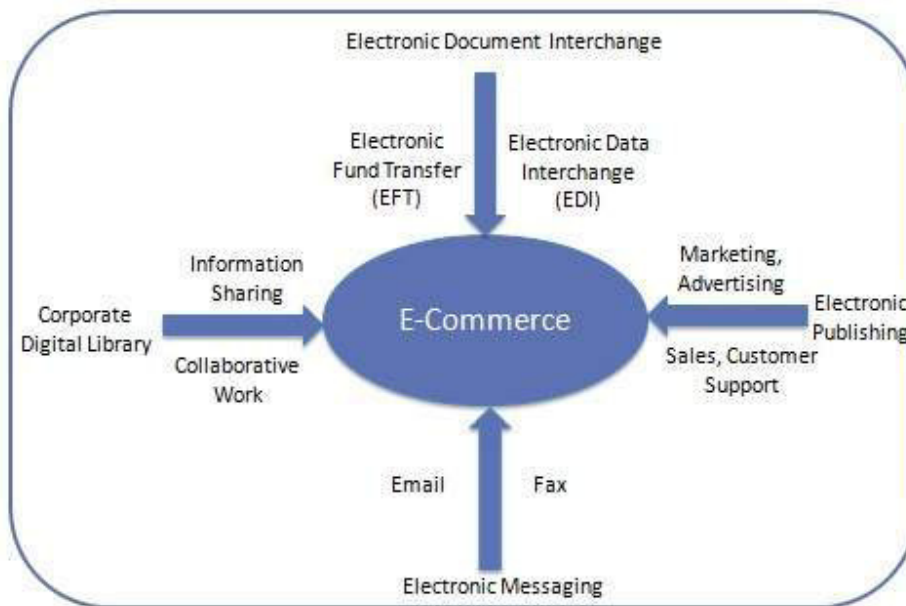 Electronic Document Interchange
Electronic
Fund Transfer
(EFT)
Electronic Data
Interchange
(EDI)
Information
Sharing
Marketing,
Advertising
Corporate
Digital Library
E-Commerce
Electronic
Publishing
Collaborative
Work
Sales, Customer
Support
Email
Fax
Electronic Messaging